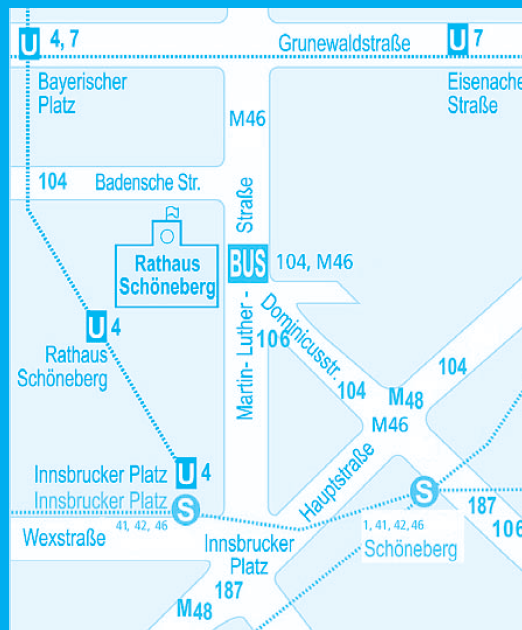 U 4, 7
Grunewaldstraße
U 7
Bayerischer
Platz
Eisenacher
Straße
M46
104 Badensche Str.
Martin-Luther-Straße
Rathaus
Schöneberg
BUS 104, M46
106
Dominicusstr.
U 4
Rathaus
Schöneberg
104
104
M48
M46
Innsbrucker Platz U 4
Innsbrucker Platz S
41, 42, 46
Hauptstraße
S
1, 41, 42, 46
Schöneberg
187
106
Wexstraße
Innsbrucker
Platz
187
M48